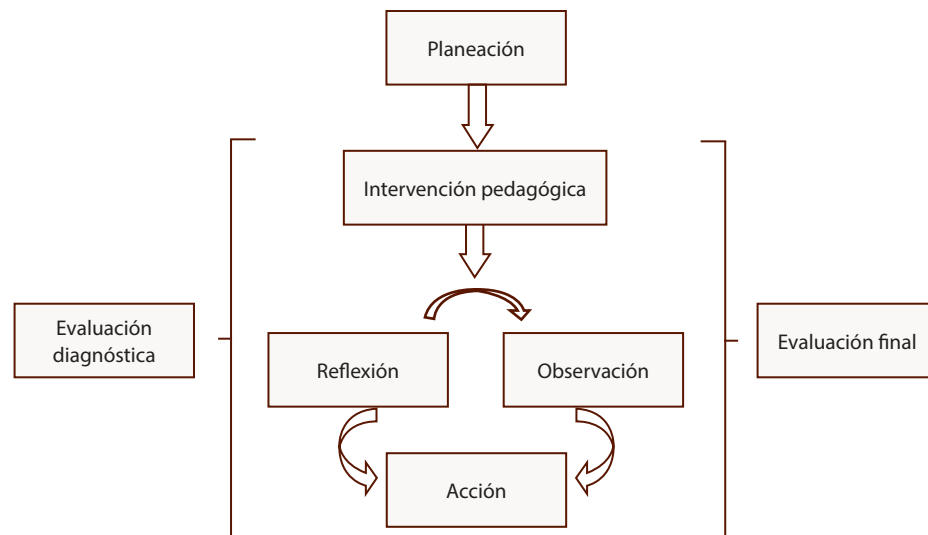 Planeación
Intervención pedagógica
Evaluación
diagnóstica
Reflexión
Observación
Evaluación final
Acción